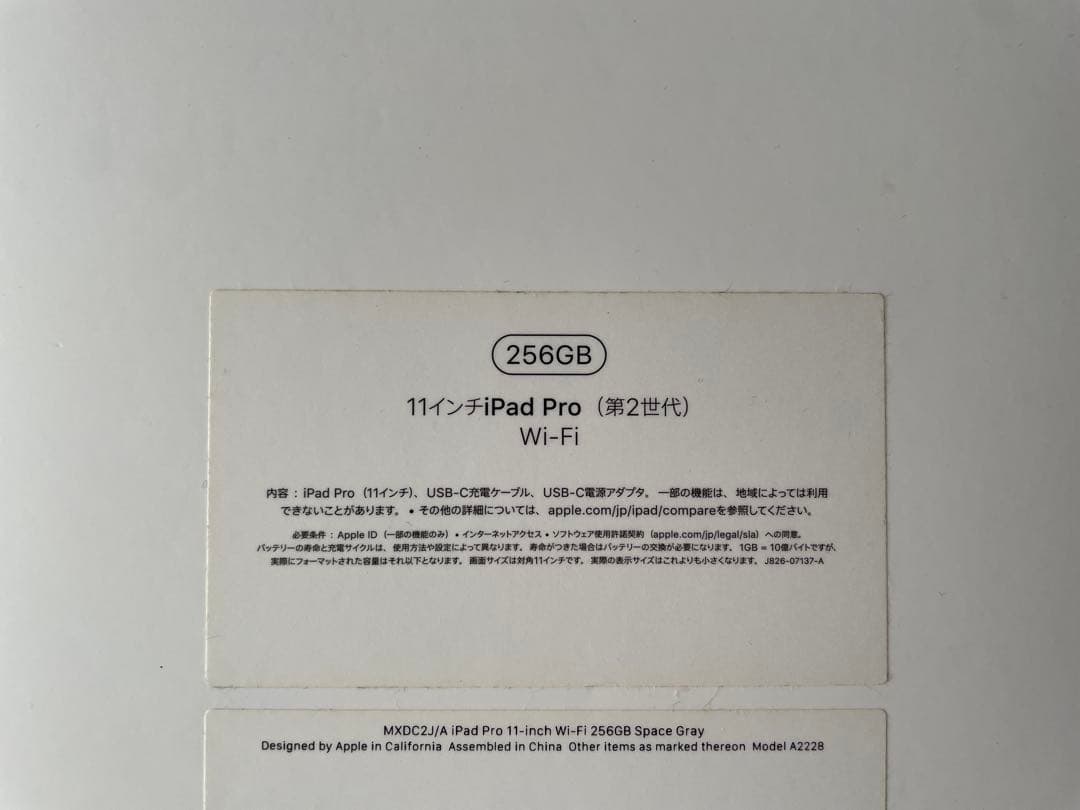 256GB
11インチiPad Pro（第2世代）
Wi-Fi
内容：iPad Pro（11インチ）、USB-C充電ケーブル、USB-C電源アダプタ。一部の機能は、地域によっては利用
できないことがあります。• その他の詳細については、apple.com/jp/ipad/compareを参照してください。
必要条件：Apple ID（一部の機能のみ）• インターネットアクセス • ソフトウェア使用許諾契約（apple.com/jp/legal/sla）への同意。
バッテリーの寿命と充電サイクルは、使用方法や設定によって異なります。寿命がつきた場合はバッテリーの交換が必要になります。1GB = 10億バイトですが、
実際にフォーマットされた容量はそれ以下となります。画面サイズは対角11インチです。実際の表示サイズはこれよりも小さくなります。J826-07137-A
MXDC2J/A iPad Pro 11-inch Wi-Fi 256GB Space Gray
Designed by Apple in California Assembled in China Other items as marked thereon Model A2228